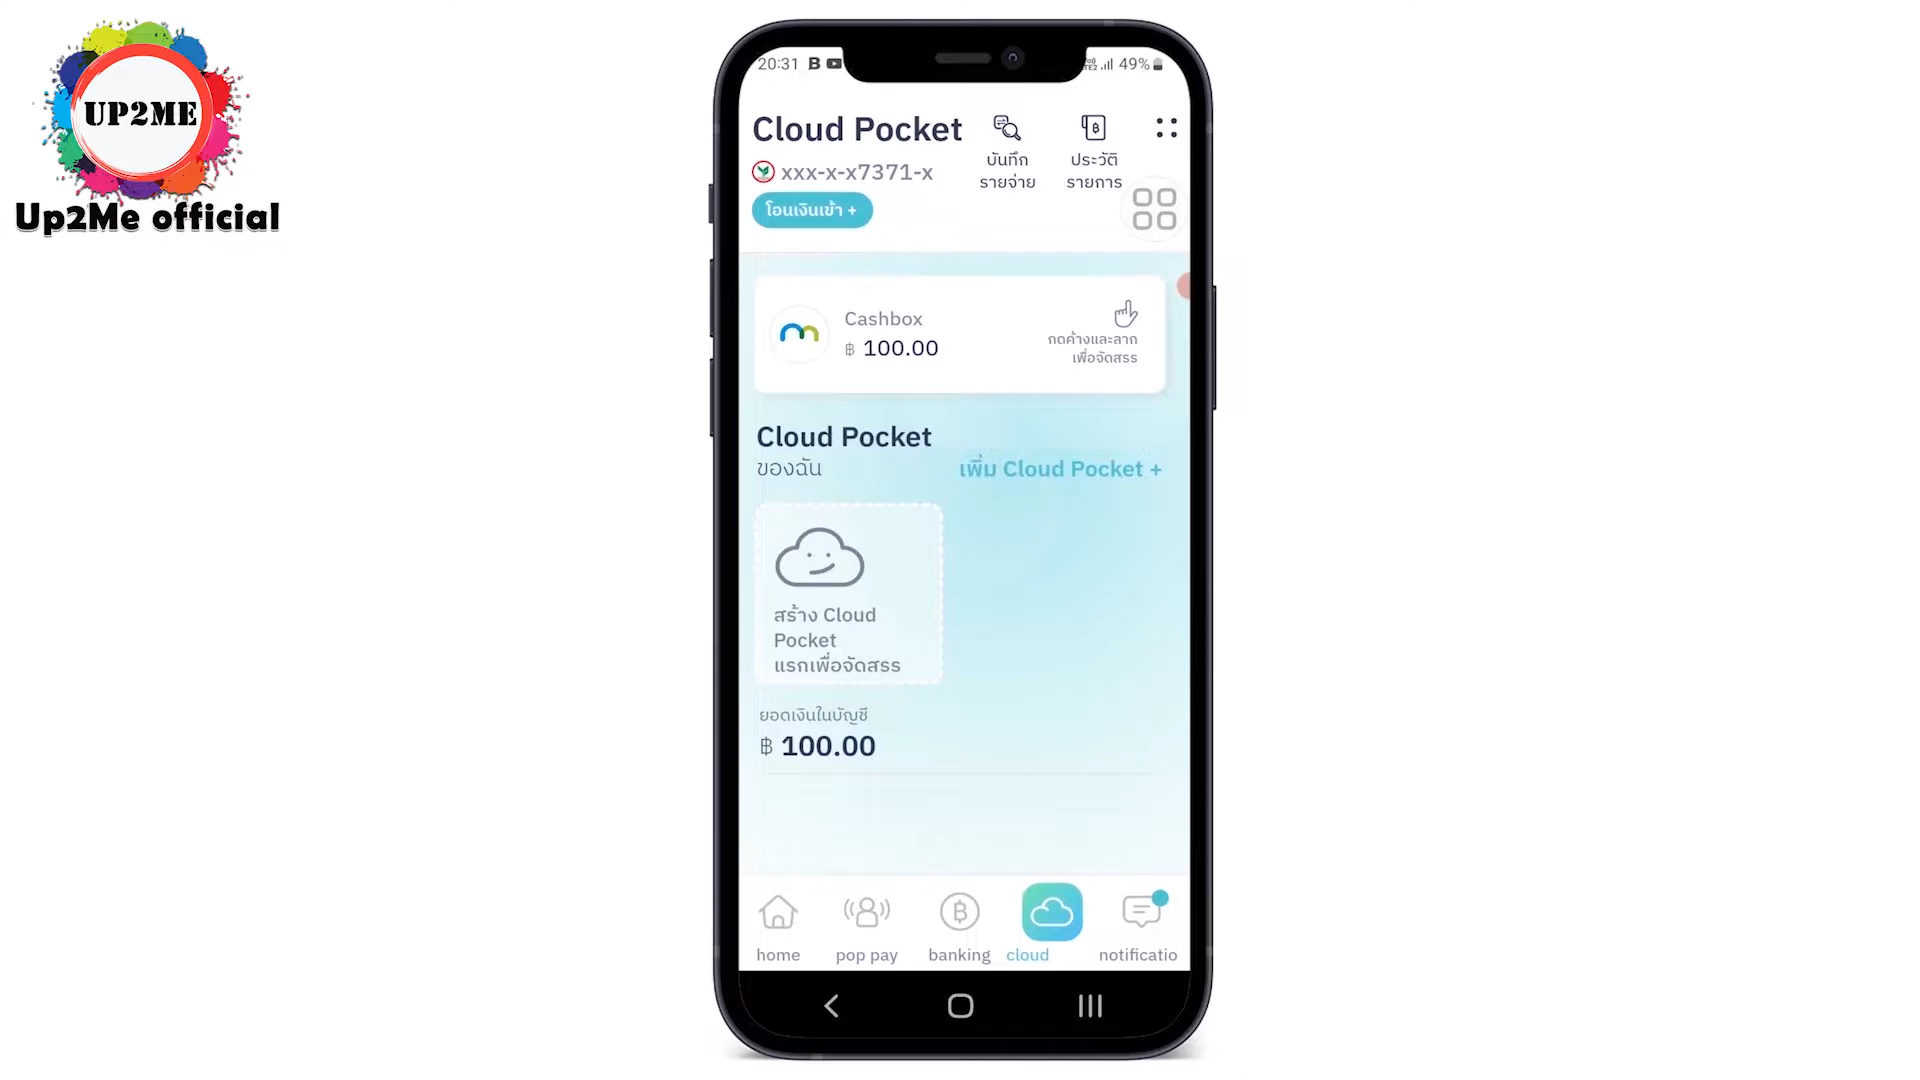 UP2ME
Up2Me official
20:31
49%
Cloud Pocket
xxx-x-x7371-x
โอนเงินเข้า +
บันทึก
รายจ่าย
ประวัติ
รายการ
Cashbox
฿ 100.00
กดค้างและลาก
เพื่อจัดสรร
Cloud Pocket
ของฉัน
เพิ่ม Cloud Pocket +
สร้าง Cloud
Pocket
แรกเพื่อจัดสรร
ยอดเงินในบัญชี
฿ 100.00
home
pop pay
banking
cloud
notificatio